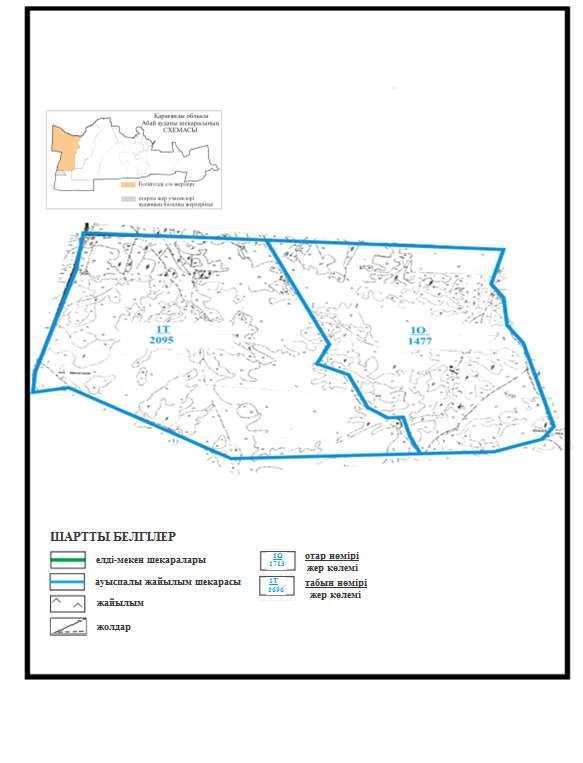 Қарағанды облысы
Абай ауданы шекарасының
СХЕМАСЫ
1Т
2095
1О
1477
ШАРТТЫ БЕЛГІЛЕР
елді-мекен шекаралары
ауыспалы жайылым шекарасы
жайылым
жолдар
1О
1713
отар нөмірі
жер көлемі
1Т
1696
табын нөмірі
жер көлемі